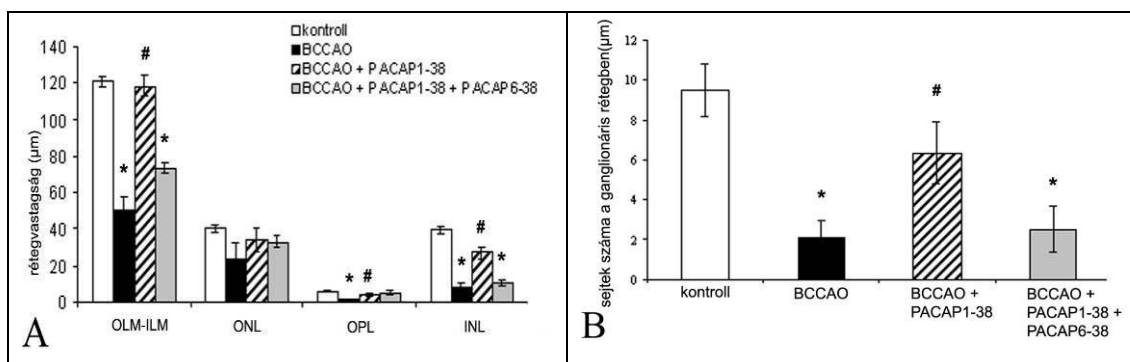 kontroll
BCCAO
BCCAO + PACAP1-38
BCCAO + PACAP1-38 + PACAP6-38
rétegvastagság (µm)
140
120
100
80
60
40
20
0
#
*
*
*
#
*
#
*
OLM-ILM
ONL
OPL
INL
A
sejtek száma a ganglionáris rétegben(µm)
12
10
8
6
4
2
0
*
#
*
kontroll
BCCAO
BCCAO +
PACAP1-38
BCCAO +
PACAP1-38 +
PACAP6-38
B